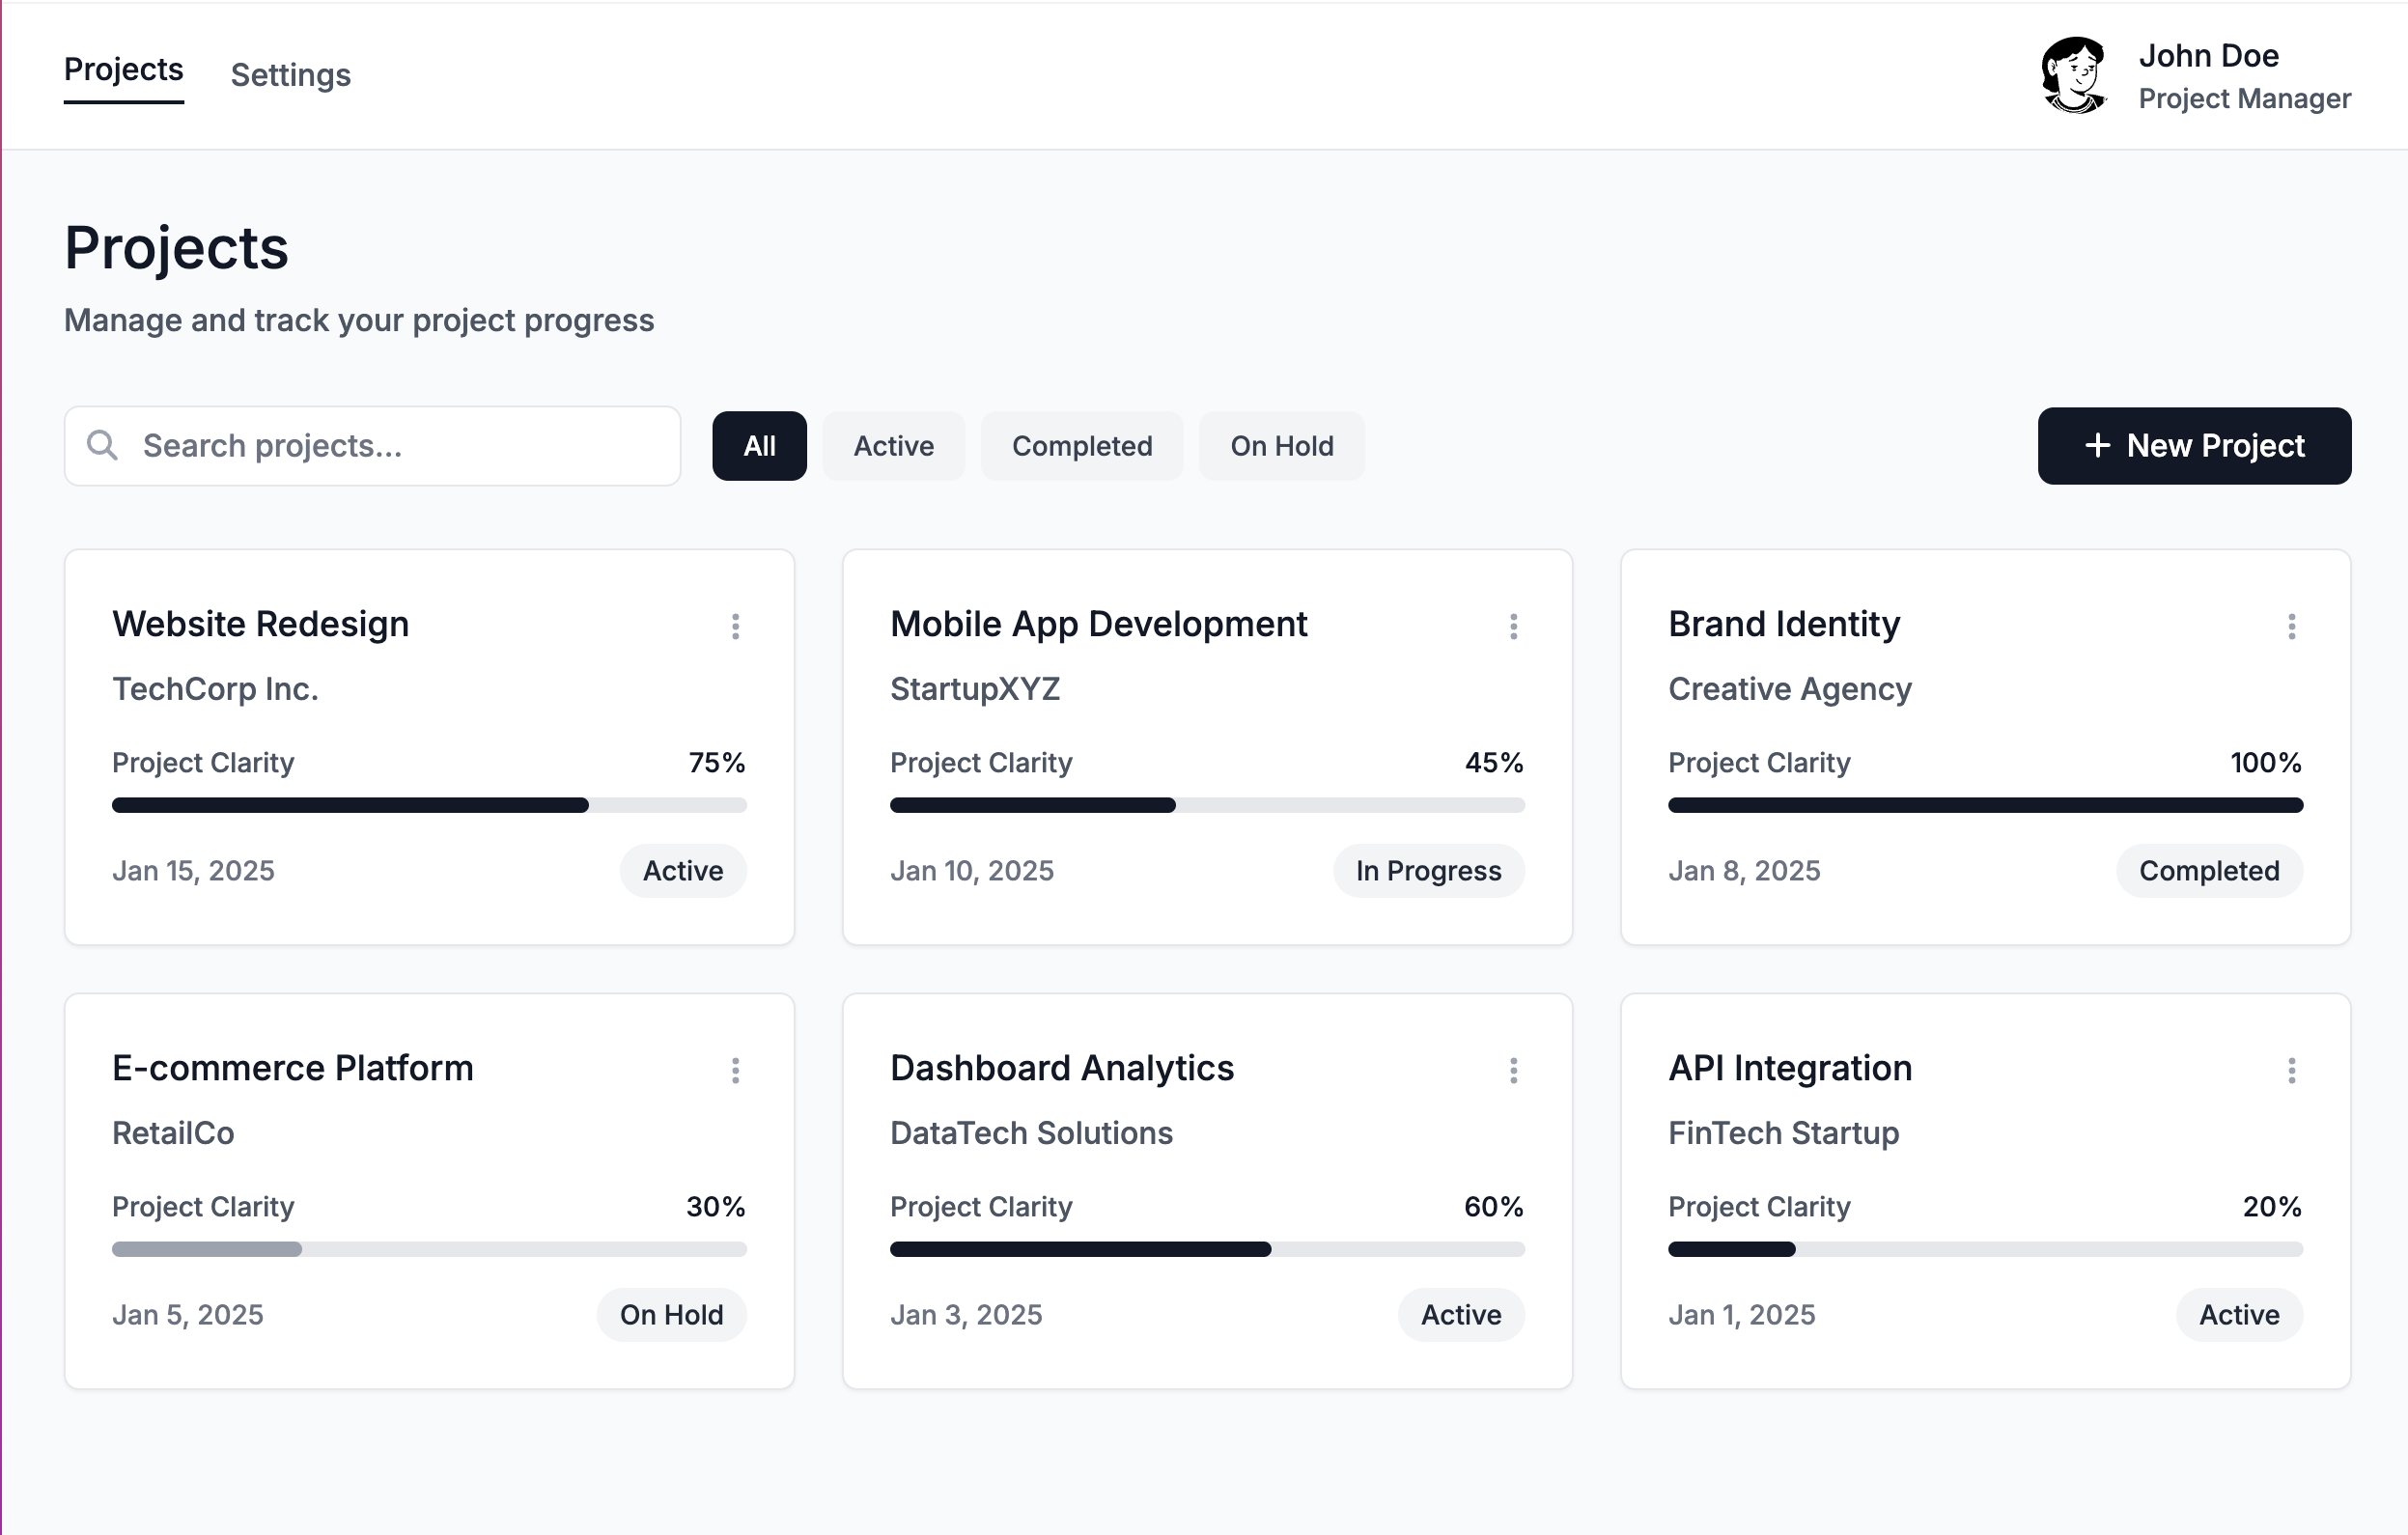 Projects
Settings
John Doe
Project Manager
Projects
Manage and track your project progress
Search projects...
All
Active
Completed
On Hold
+ New Project
Website Redesign
TechCorp Inc.
Project Clarity 75%
Jan 15, 2025 Active
Mobile App Development
StartupXYZ
Project Clarity 45%
Jan 10, 2025 In Progress
Brand Identity
Creative Agency
Project Clarity 100%
Jan 8, 2025 Completed
E-commerce Platform
RetailCo
Project Clarity 30%
Jan 5, 2025 On Hold
Dashboard Analytics
DataTech Solutions
Project Clarity 60%
Jan 3, 2025 Active
API Integration
FinTech Startup
Project Clarity 20%
Jan 1, 2025 Active